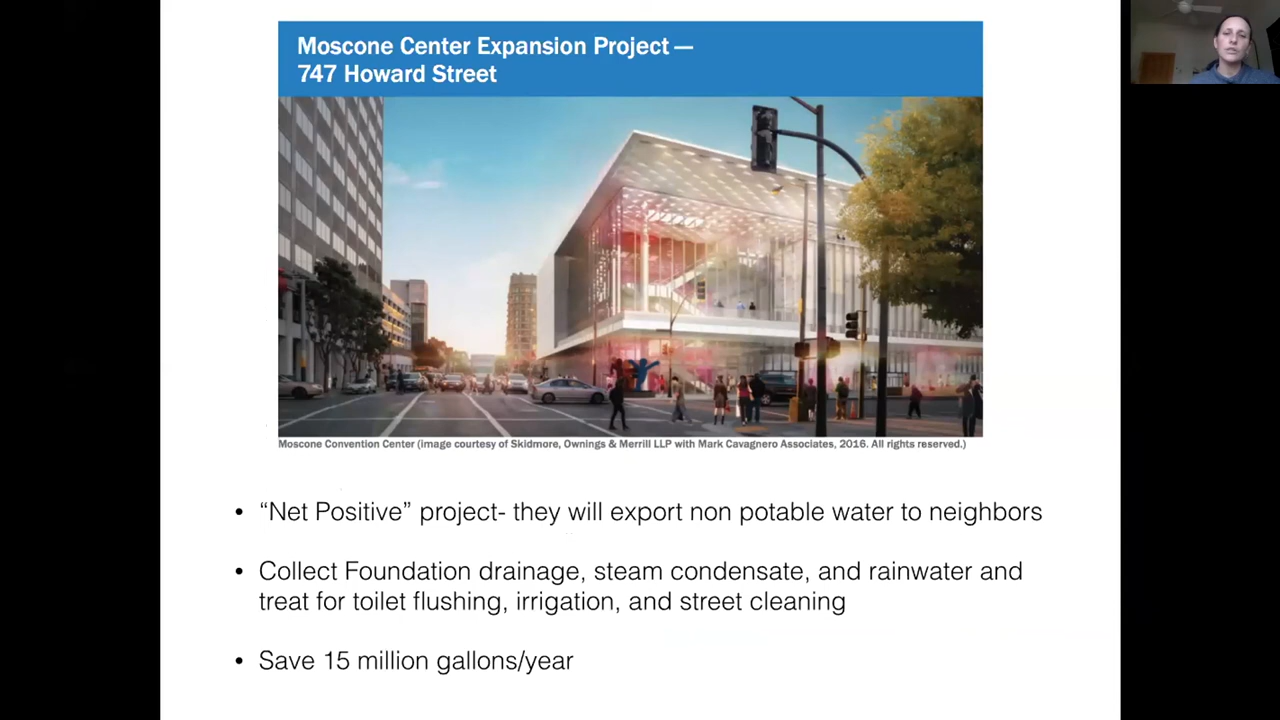 Moscone Center Expansion Project —
747 Howard Street
Moscone Convention Center (image courtesy of Skidmore, Ownings & Merrill LLP with Mark Cavagnero Associates, 2016. All rights reserved.)
• “Net Positive” project- they will export non potable water to neighbors
• Collect Foundation drainage, steam condensate, and rainwater and
treat for toilet flushing, irrigation, and street cleaning
• Save 15 million gallons/year